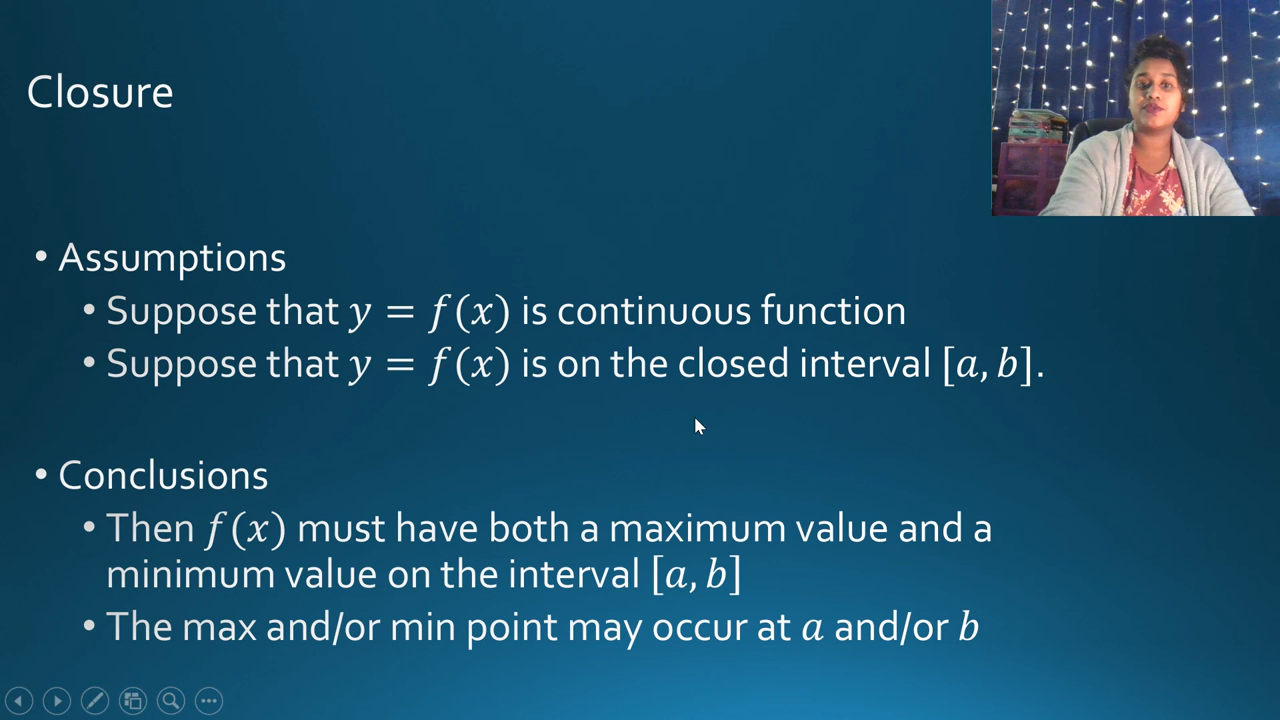 Closure
• Assumptions
• Suppose that y = f(x) is continuous function
• Suppose that y = f(x) is on the closed interval [a, b].
• Conclusions
• Then f(x) must have both a maximum value and a
minimum value on the interval [a, b]
• The max and/or min point may occur at a and/or b